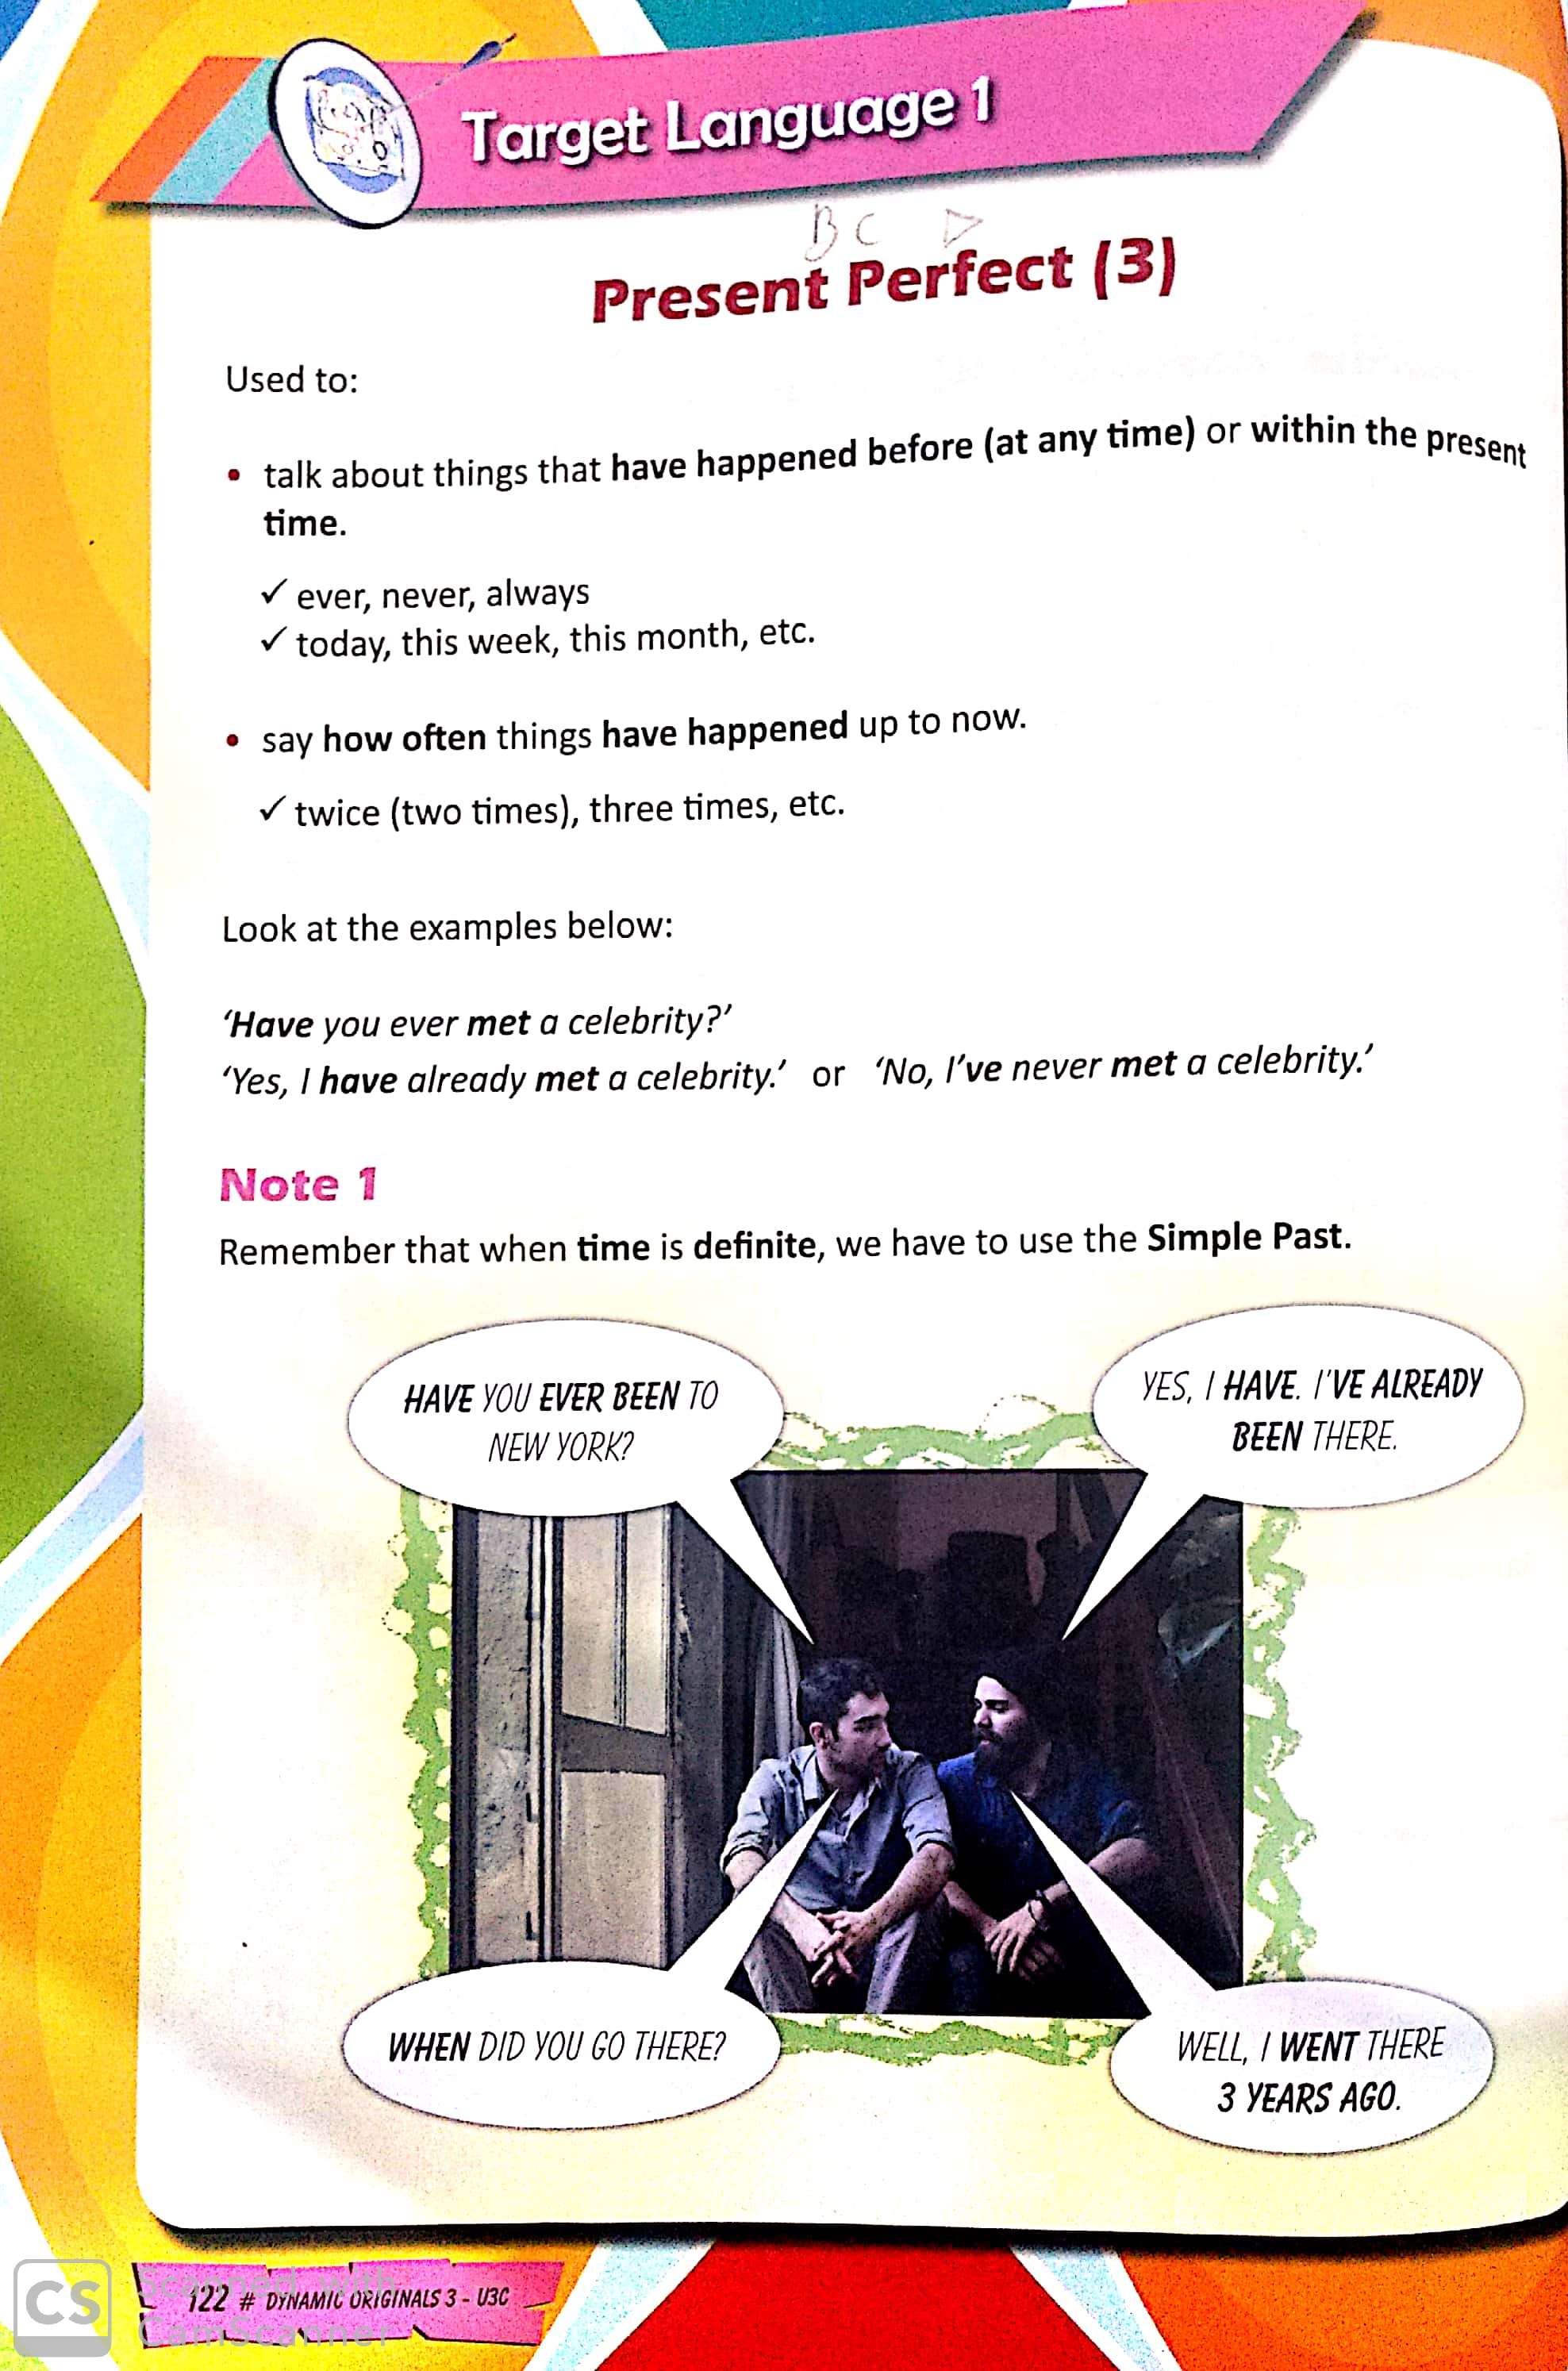 Target Language 1
B C D
Present Perfect (3)
Used to:
• talk about things that have happened before (at any time) or within the present
time.
✓ ever, never, always
✓ today, this week, this month, etc.
• say how often things have happened up to now.
✓ twice (two times), three times, etc.
Look at the examples below:
‘Have you ever met a celebrity?’
‘Yes, I have already met a celebrity.’ or ‘No, I’ve never met a celebrity.’
Note 1
Remember that when time is definite, we have to use the Simple Past.
HAVE YOU EVER BEEN TO
NEW YORK?
YES, I HAVE. I'VE ALREADY
BEEN THERE.
WHEN DID YOU GO THERE?
WELL, I WENT THERE
3 YEARS AGO.
122 # DYNAMIC ORIGINALS 3 - U3C
CS
Scanned with
CamScanner